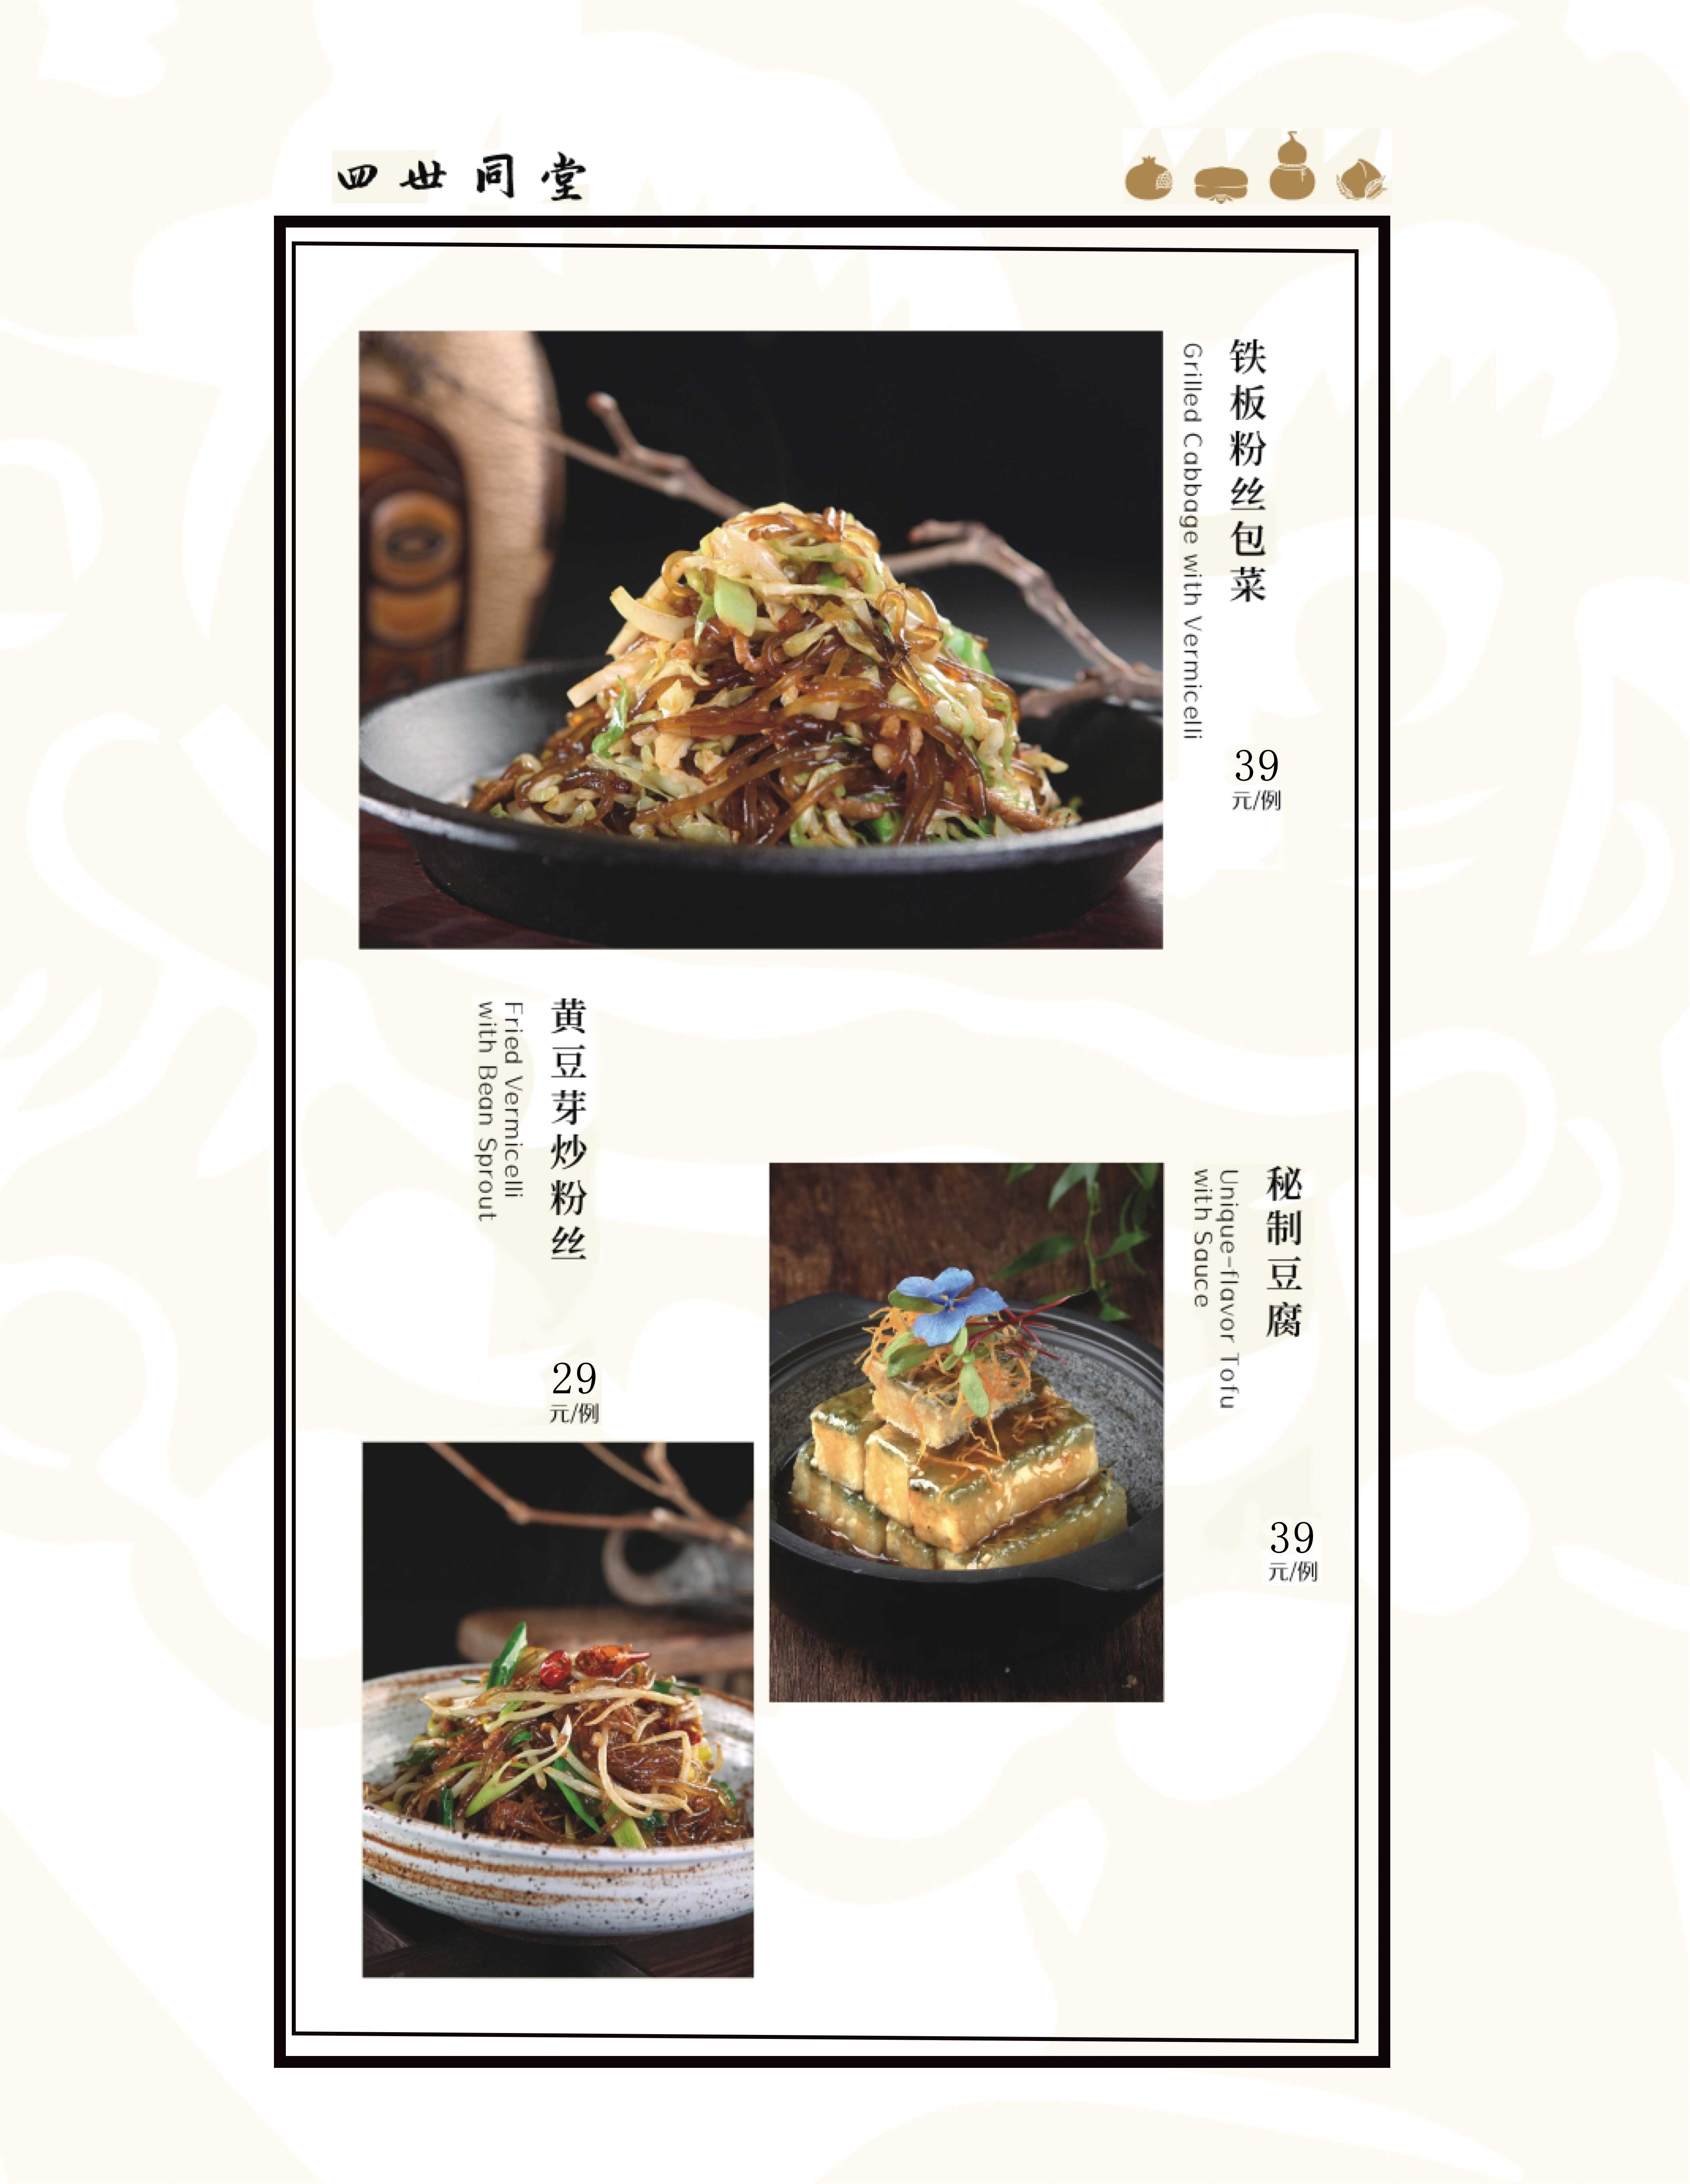 四世同堂
铁板粉丝包菜
Grilled Cabbage with Vermicelli
39
元/例
黄豆芽炒粉丝
Fried Vermicelli
with Bean Sprout
29
元/例
秘制豆腐
Unique-flavor Tofu
with Sauce
39
元/例